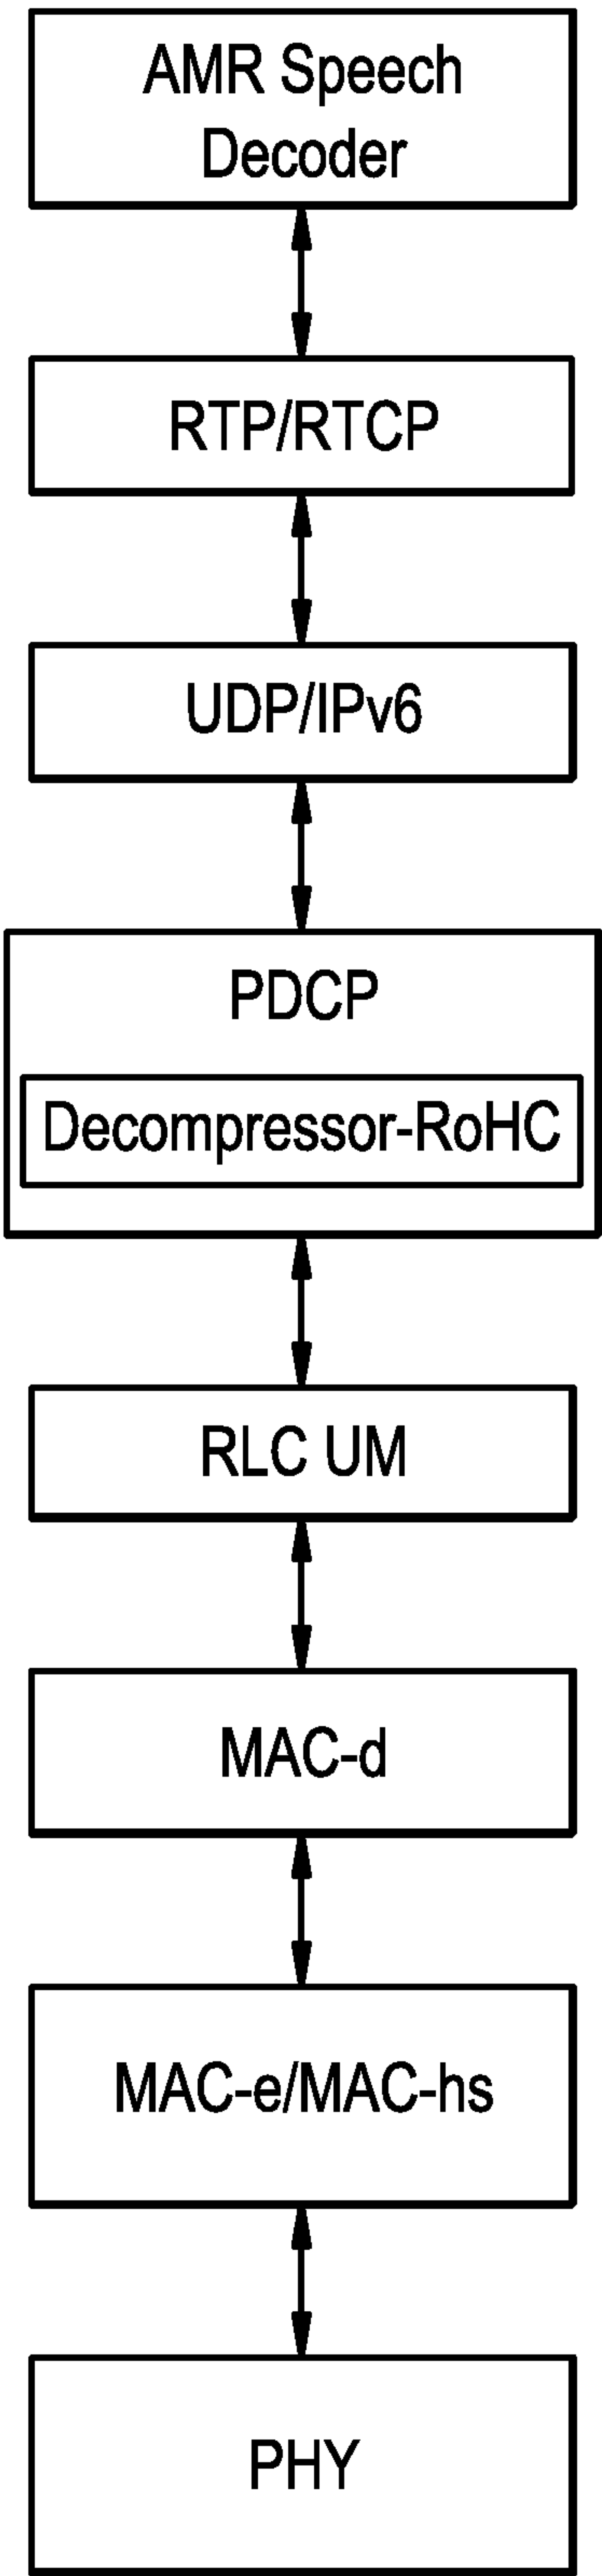 AMR Speech
Decoder
RTP/RTCP
UDP/IPv6
PDCP
Decompressor-RoHC
RLC UM
MAC-d
MAC-e/MAC-hs
PHY